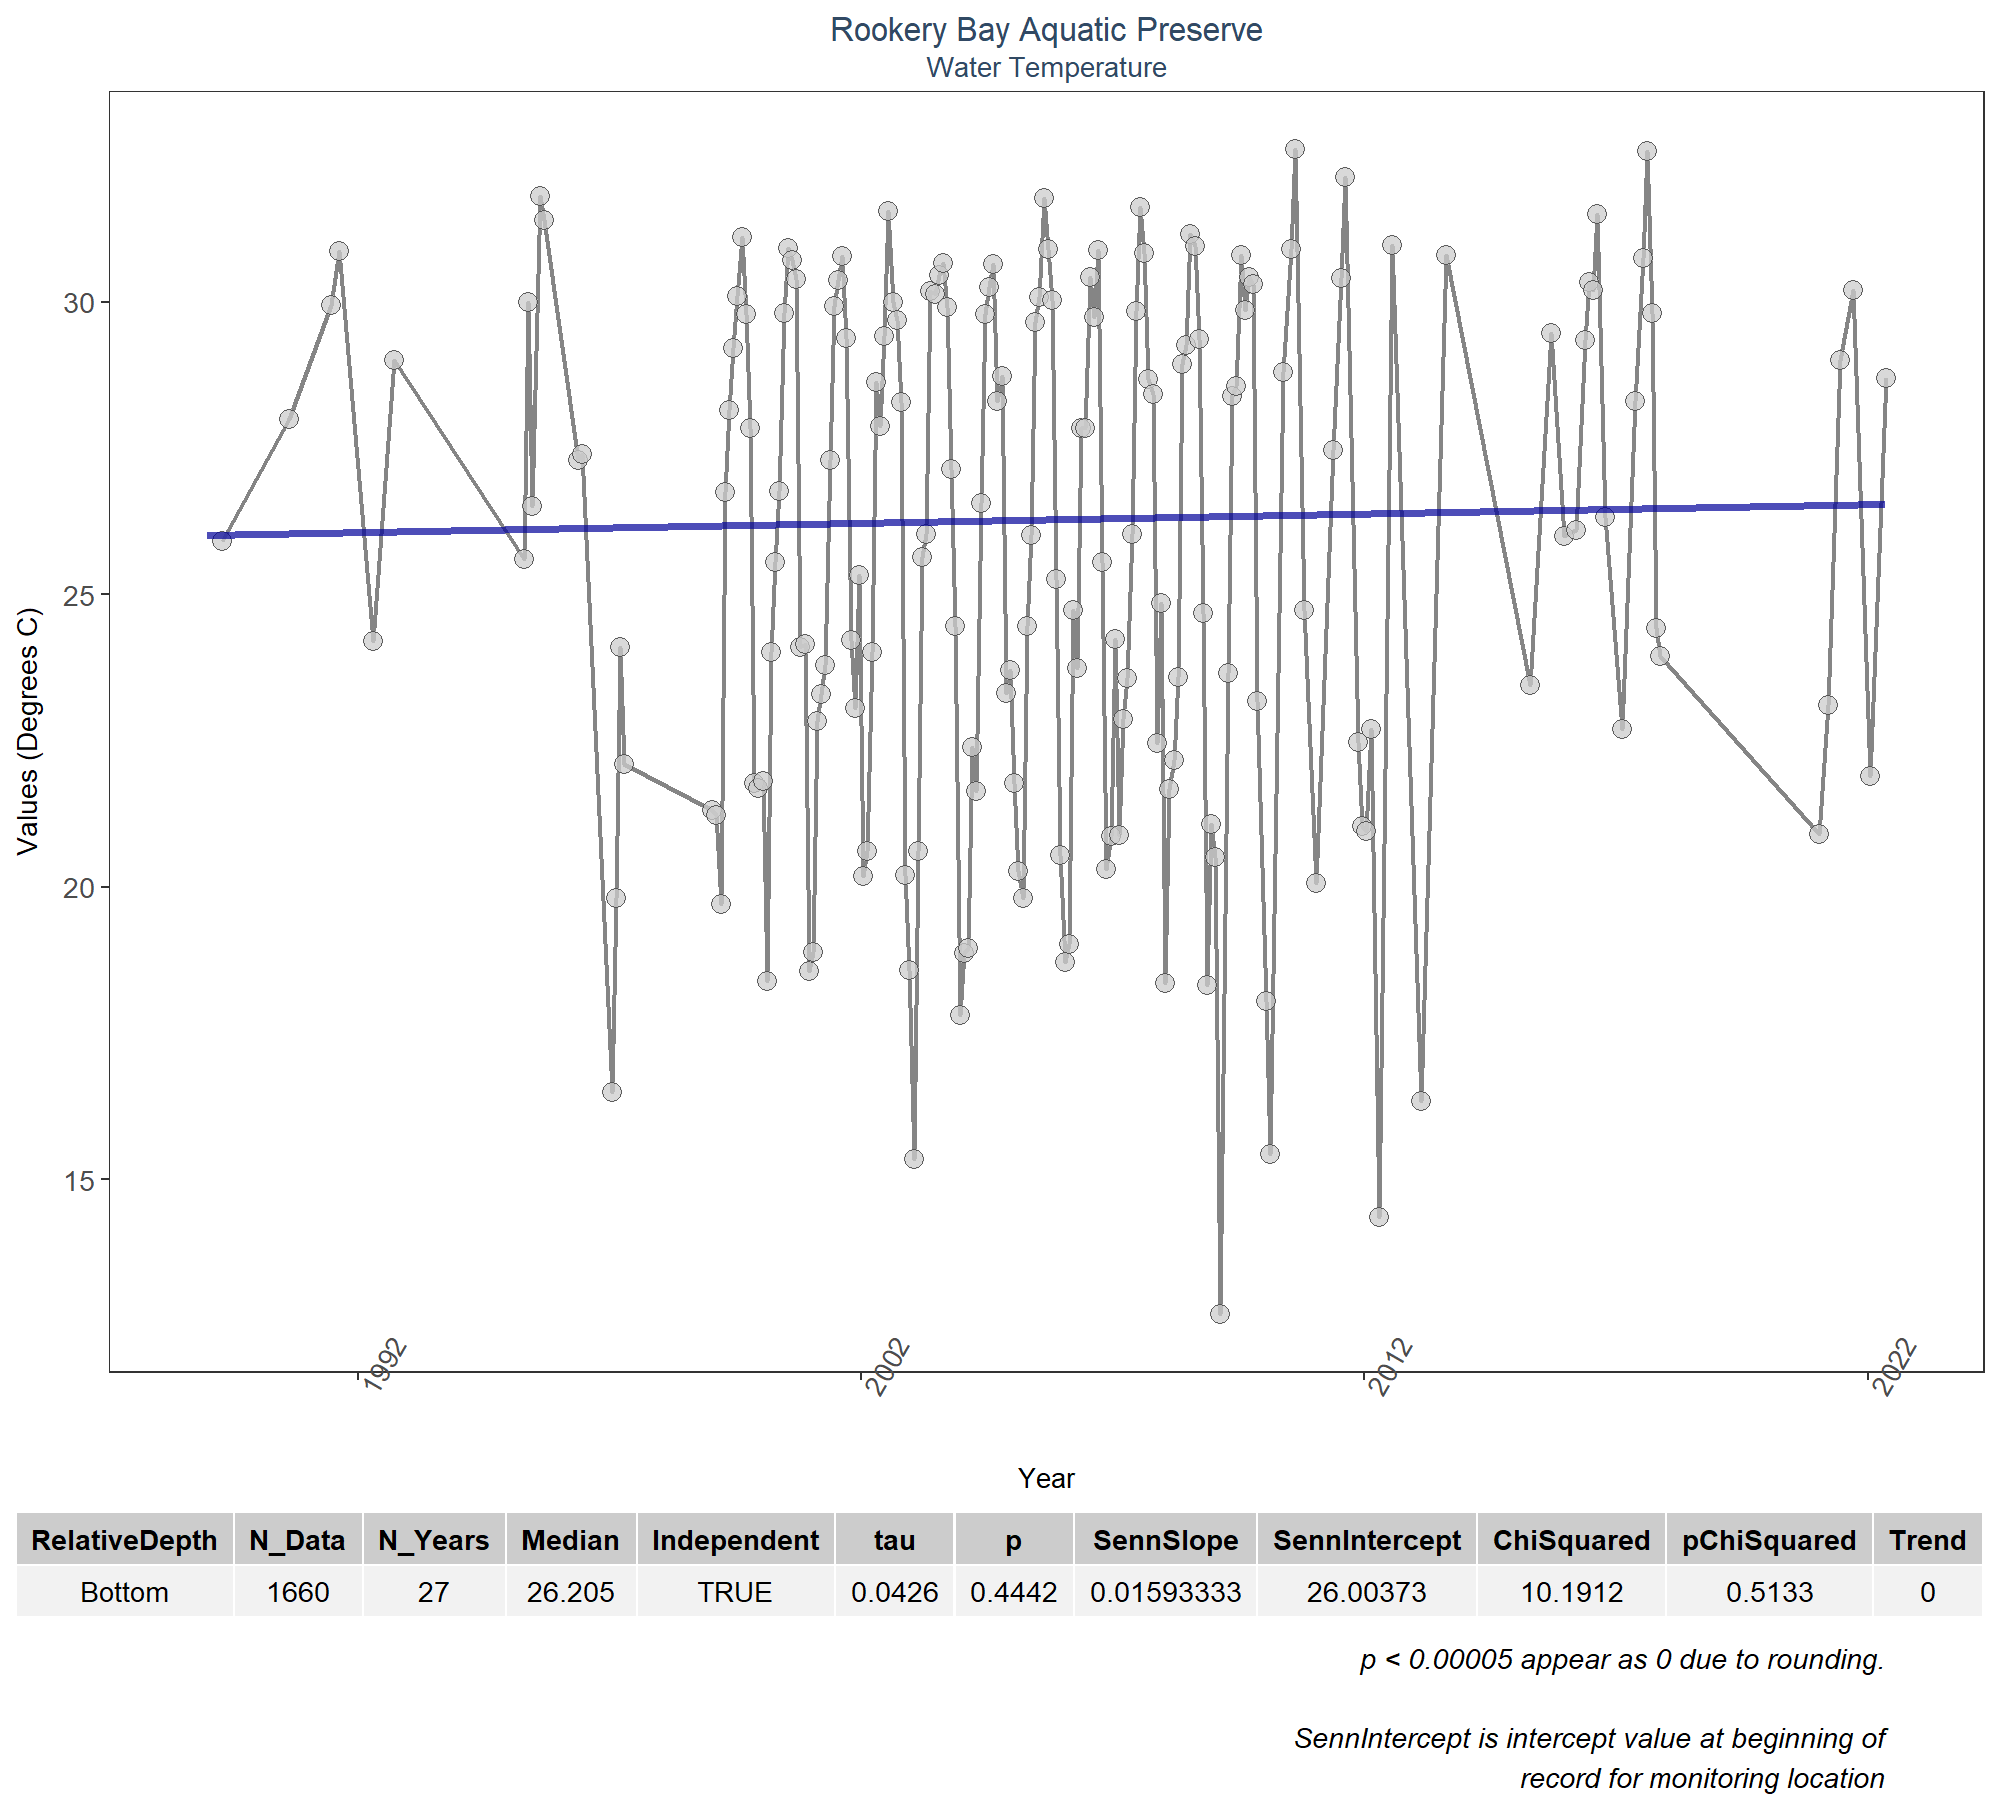 Rookery Bay Aquatic Preserve
Water Temperature
Values (Degrees C)
30
25
20
15
1992 2002 2012 2022
Year
RelativeDepth N_Data N_Years Median Independent tau p SennSlope SennIntercept ChiSquared pChiSquared Trend
Bottom 1660 27 26.205 TRUE 0.0426 0.4442 0.01593333 26.00373 10.1912 0.5133 0
p < 0.00005 appear as 0 due to rounding.
SennIntercept is intercept value at beginning of
record for monitoring location